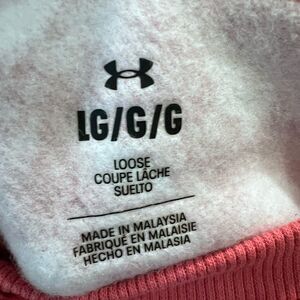 LG/G/G
LOOSE
COUPE LÂCHE
SUELTO
MADE IN MALAYSIA
FABRIQUÉ EN MALAISIE
HECHO EN MALASIA